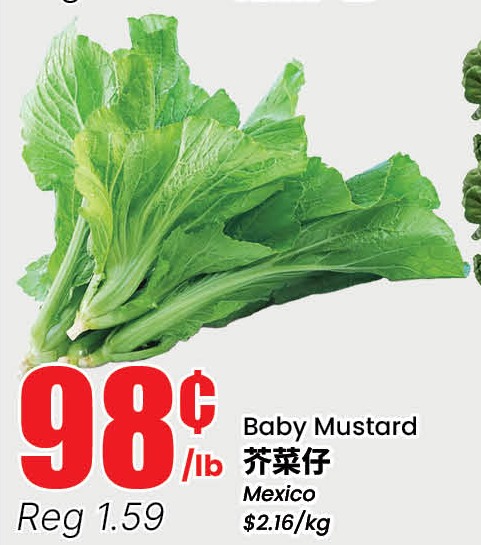 98¢/lb
Reg 1.59
Baby Mustard
芥菜仔
Mexico
$2.16/kg